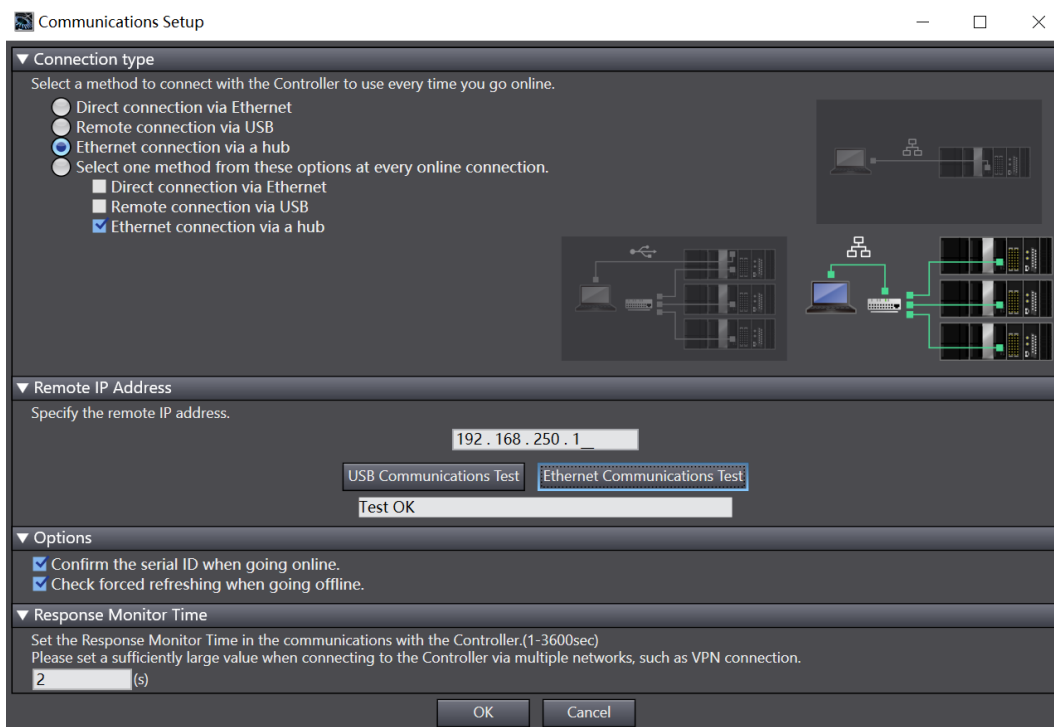 Communications Setup
▼ Connection type
Select a method to connect with the Controller to use every time you go online.
Direct connection via Ethernet
Remote connection via USB
Ethernet connection via a hub
Select one method from these options at every online connection.
Direct connection via Ethernet
Remote connection via USB
Ethernet connection via a hub
▼ Remote IP Address
Specify the remote IP address.
192 . 168 . 250 . 1__
USB Communications Test Ethernet Communications Test
Test OK
▼ Options
Confirm the serial ID when going online.
Check forced refreshing when going offline.
▼ Response Monitor Time
Set the Response Monitor Time in the communications with the Controller.(1-3600sec)
Please set a sufficiently large value when connecting to the Controller via multiple networks, such as VPN connection.
2 (s)
OK Cancel